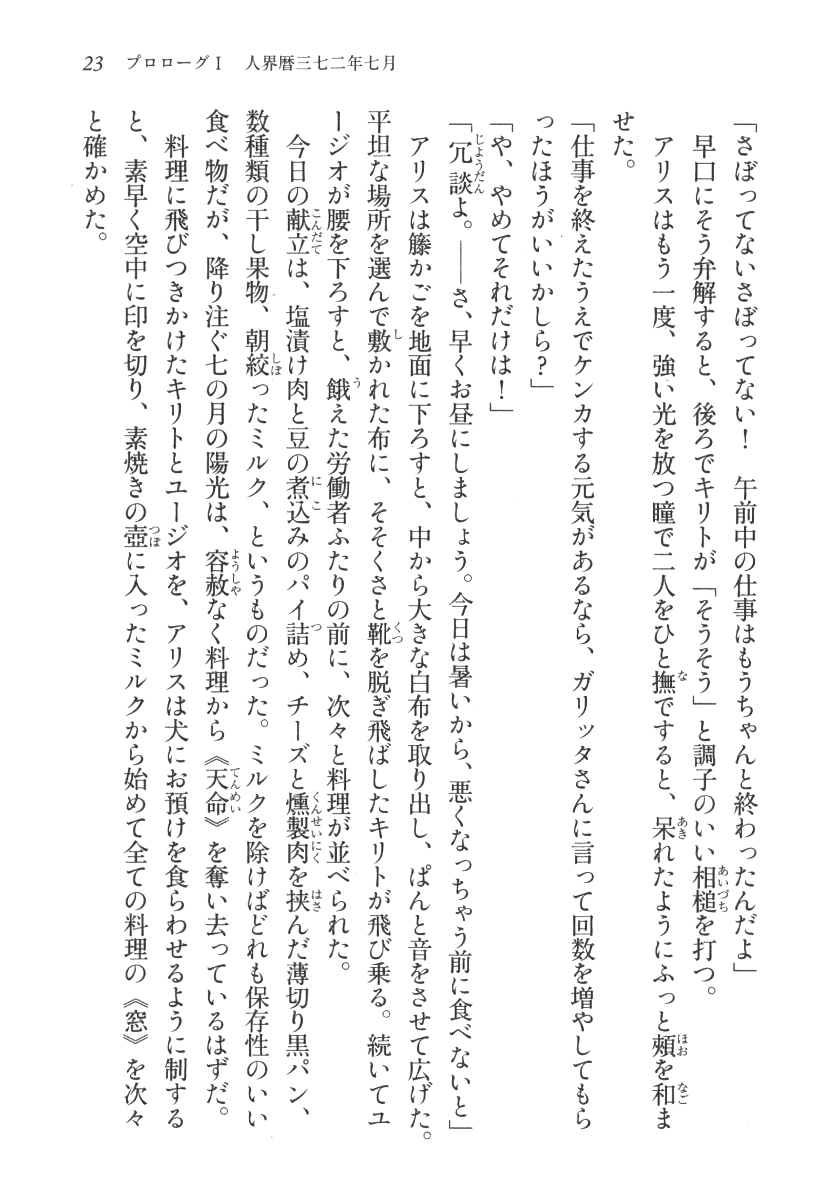 23 プロローグⅠ 人界暦三七二年七月
「さぼってないさぼってない! 午前中の仕事はもうちゃんと終わったんだよ」
早口にそう弁解すると、後ろでキリトが「そうそう」と調子のいい相槌を打つ。
アリスはもう一度、強い光を放つ瞳で二人をひと撫ですると、呆れたようにふっと頰を和ま
せた。
「仕事を終えたうえでケンカする元気があるなら、ガリッタさんに言って回数を増やしてもら
ったほうがいいかしら?」
「や、やめてそれだけは!」
「冗談よ。――さ、早くお昼にしましょう。今日は暑いから、悪くなっちゃう前に食べないと」
アリスは籐かごを地面に下ろすと、中から大きな白布を取り出し、ぱんと音をさせて広げた。
平坦な場所を選んで敷かれた布に、そそくさと靴を脱ぎ飛ばしたキリトが飛び乗る。続いてユ
ージオが腰を下ろすと、餓えた労働者ふたりの前に、次々と料理が並べられた。
今日の献立は、塩漬け肉と豆の煮込みのパイ詰め、チーズと燻製肉を挟んだ薄切り黒パン、
数種類の干し果物、朝絞ったミルク、というものだった。ミルクを除けばどれも保存性のいい
食べ物だが、降り注ぐ七の月の陽光は、容赦なく料理から《天命》を奪い去っているはずだ。
料理に飛びつきかけたキリトとユージオを、アリスは犬にお預けを食らわせるように制する
と、素早く空中に印を切り、素焼きの壺に入ったミルクから始めて全ての料理の《窓》を次々
と確かめた。